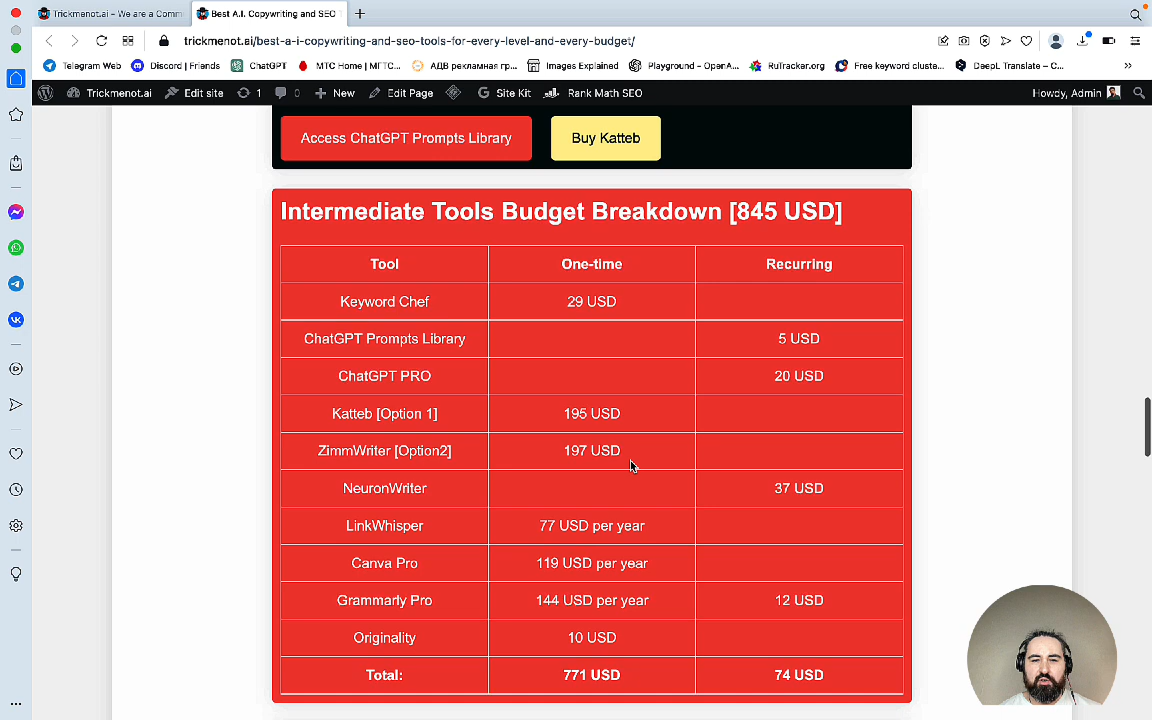 Trickmenot.ai – We are a Comm
Best A.I. Copywriting and SEO T
trickmenot.ai/best-a-i-copywriting-and-seo-tools-for-every-level-and-every-budget/
Telegram Web
Discord | Friends
ChatGPT
МТС Home | МГТС...
АДВ рекламная гр...
Images Explained
Playground - OpenA...
RuTracker.org
Free keyword cluste...
DeepL Translate – C...
Trickmenot.ai
Edit site
1
0
New
Edit Page
Site Kit
Rank Math SEO
Howdy, Admin
Access ChatGPT Prompts Library
Buy Katteb
Intermediate Tools Budget Breakdown [845 USD]
Tool One-time Recurring
Keyword Chef 29 USD
ChatGPT Prompts Library 5 USD
ChatGPT PRO 20 USD
Katteb [Option 1] 195 USD
ZimmWriter [Option2] 197 USD
NeuronWriter 37 USD
LinkWhisper 77 USD per year
Canva Pro 119 USD per year
Grammarly Pro 144 USD per year 12 USD
Originality 10 USD
Total: 771 USD 74 USD